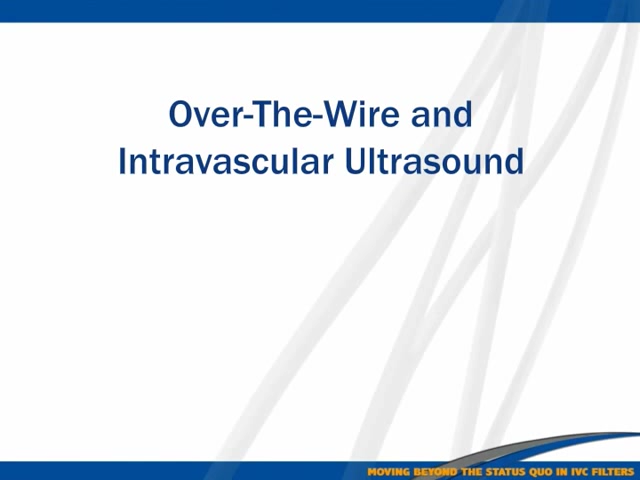 Over-The-Wire and
Intravascular Ultrasound
MOVING BEYOND THE STATUS QUO IN IVC FILTERS